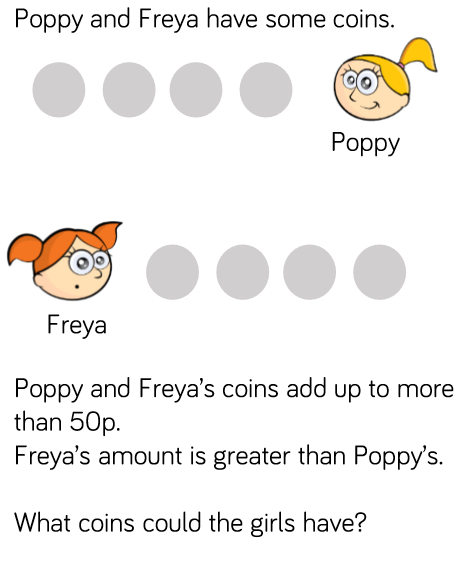 Poppy and Freya have some coins.
Poppy
Freya
Poppy and Freya’s coins add up to more
than 50p.
Freya’s amount is greater than Poppy’s.
What coins could the girls have?